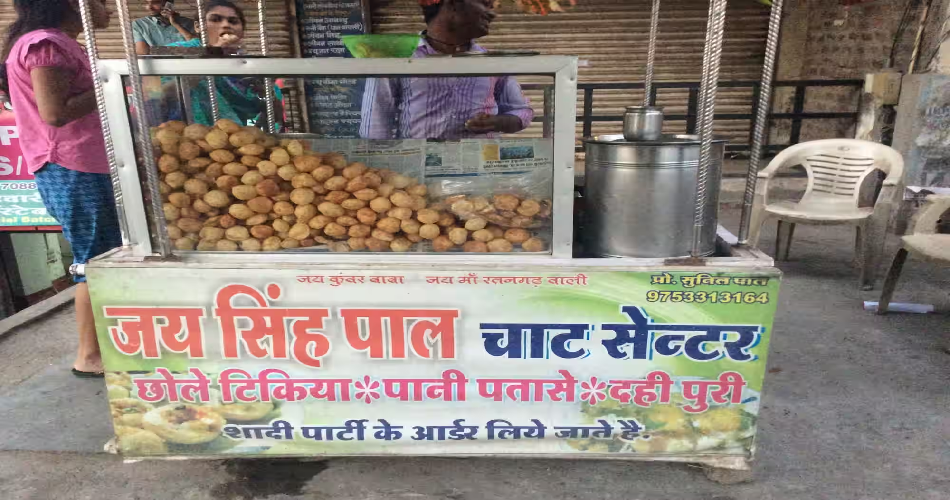 जय कुंवर बाबा जय माँ रतनगढ़ वाली
प्रो. सुनिल पाल
9753313164
जय सिंह पाल चाट सेन्टर
छोले टिकिया*पानी पतासे*दही पुरी
शादी पार्टी के आर्डर लिये जाते है.